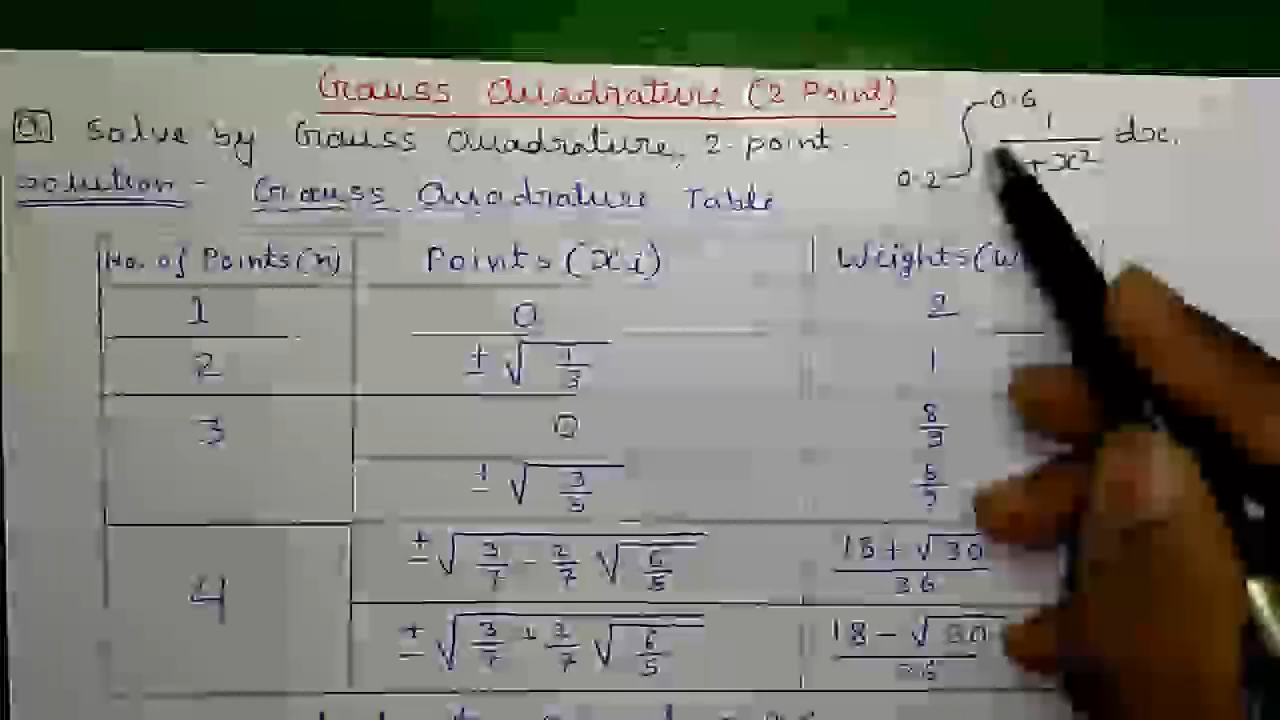 Gauss Quadrature (2 Point)
Q. Solve by Gauss Quadrature, 2-point. ∫ 0.2 0.6 1 / +x² dx.
Solution - Gauss Quadrature Table
No. of Points(n) Points(xi) Weights(w
1 0 2
2 ±√(1/3) 1
3 0 8/9
±√(3/5) 5/9
4 ±√(3/7 - 2/7 √(6/5)) 18+√30 / 36
±√(3/7 + 2/7 √(6/5)) 18-√30 / 36